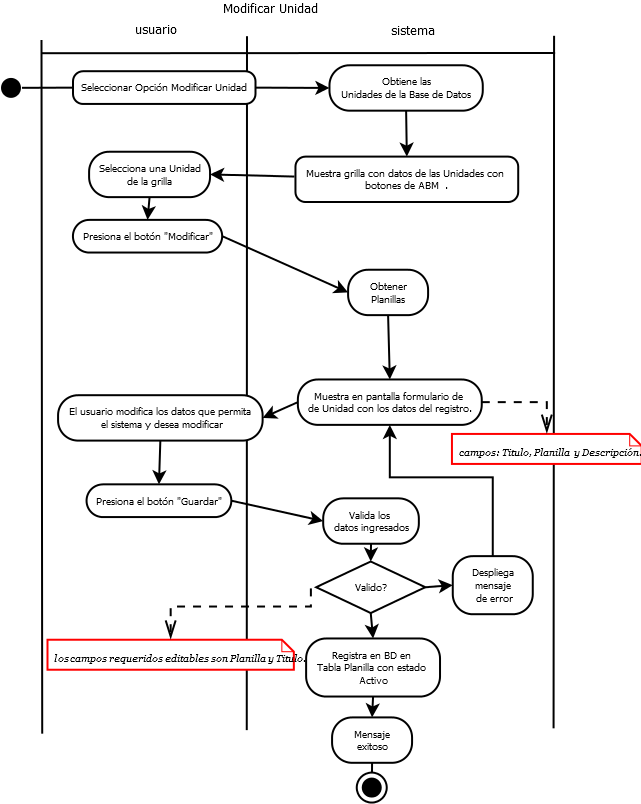 Modificar Unidad
usuario
sistema
Seleccionar Opción Modificar Unidad
Obtiene las
Unidades de la Base de Datos
Selecciona una Unidad
de la grilla
Muestra grilla con datos de las Unidades con
botones de ABM .
Presiona el botón "Modificar"
Obtener
Planillas
Muestra en pantalla formulario de
de Unidad con los datos del registro.
El usuario modifica los datos que permita
el sistema y desea modificar
campos: Titulo, Planilla y Descripción.
Presiona el botón "Guardar"
Valida los
datos ingresados
Valido?
Despliega
mensaje
de error
los campos requeridos editables son Planilla y Titulo.
Registra en BD en
Tabla Planilla con estado
Activo
Mensaje
exitoso